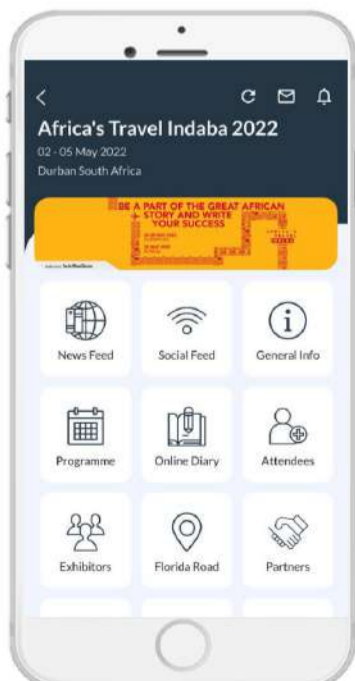 Africa's Travel Indaba 2022
02 - 05 May 2022
Durban South Africa
BE A PART OF THE GREAT AFRICAN
STORY AND WRITE
YOUR SUCCESS
News Feed
Social Feed
General Info
Programme
Online Diary
Attendees
Exhibitors
Florida Road
Partners